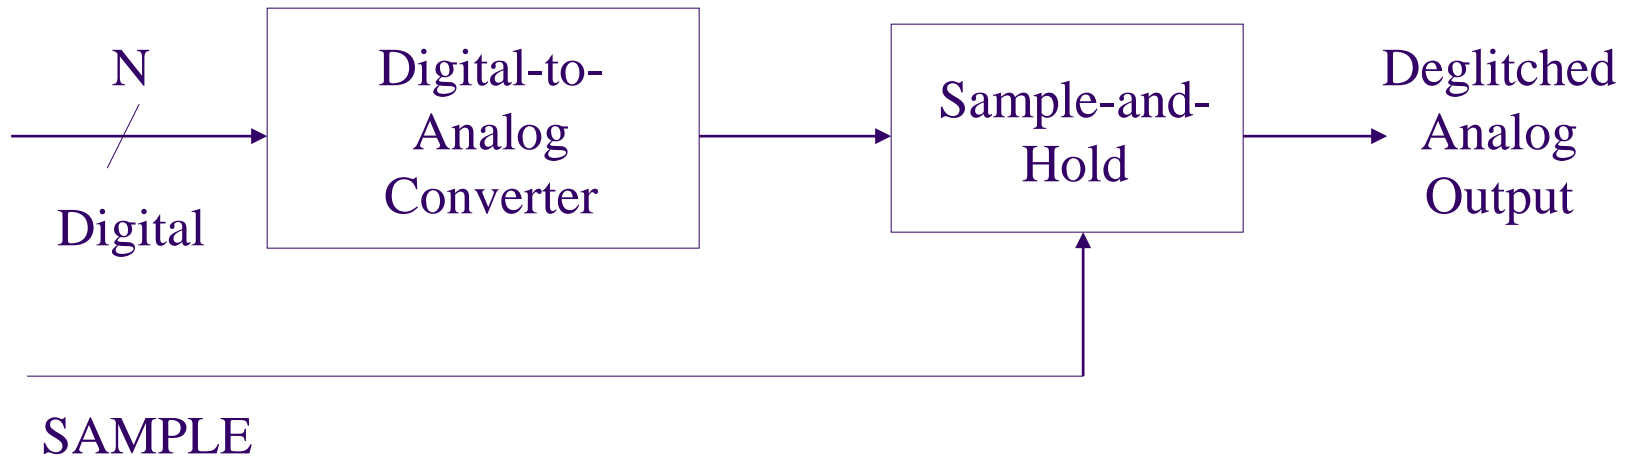 N
Digital
Digital-to-
Analog
Converter
Sample-and-
Hold
Deglitched
Analog
Output
SAMPLE